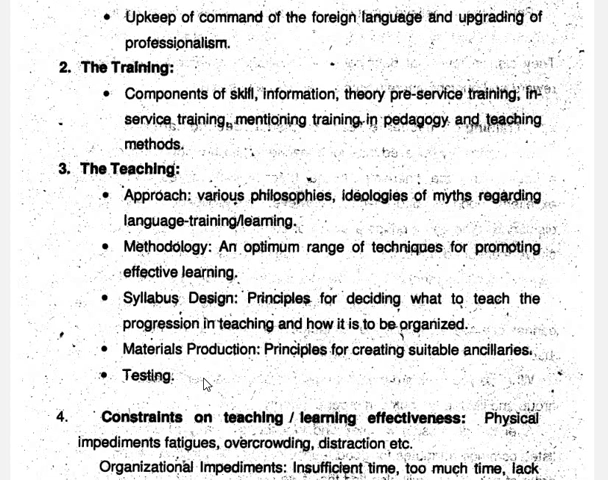 • Upkeep of command of the foreign language and upgrading of
professionalism.
2. The Training:
• Components of skill, information, theory pre-service training, in-
service training, mentioning training in pedagogy and teaching
methods.
3. The Teaching:
• Approach: various philosophies, ideologies of myths regarding
language-training/learning.
• Methodology: An optimum range of techniques for promoting
effective learning.
• Syllabus Design: Principles for deciding what to teach the
progression in teaching and how it is to be organized.
• Materials Production: Principles for creating suitable ancillaries.
• Testing.
4. Constraints on teaching / learning effectiveness: Physical
impediments fatigues, overcrowding, distraction etc.
Organizational Impediments: Insufficient time, too much time, lack